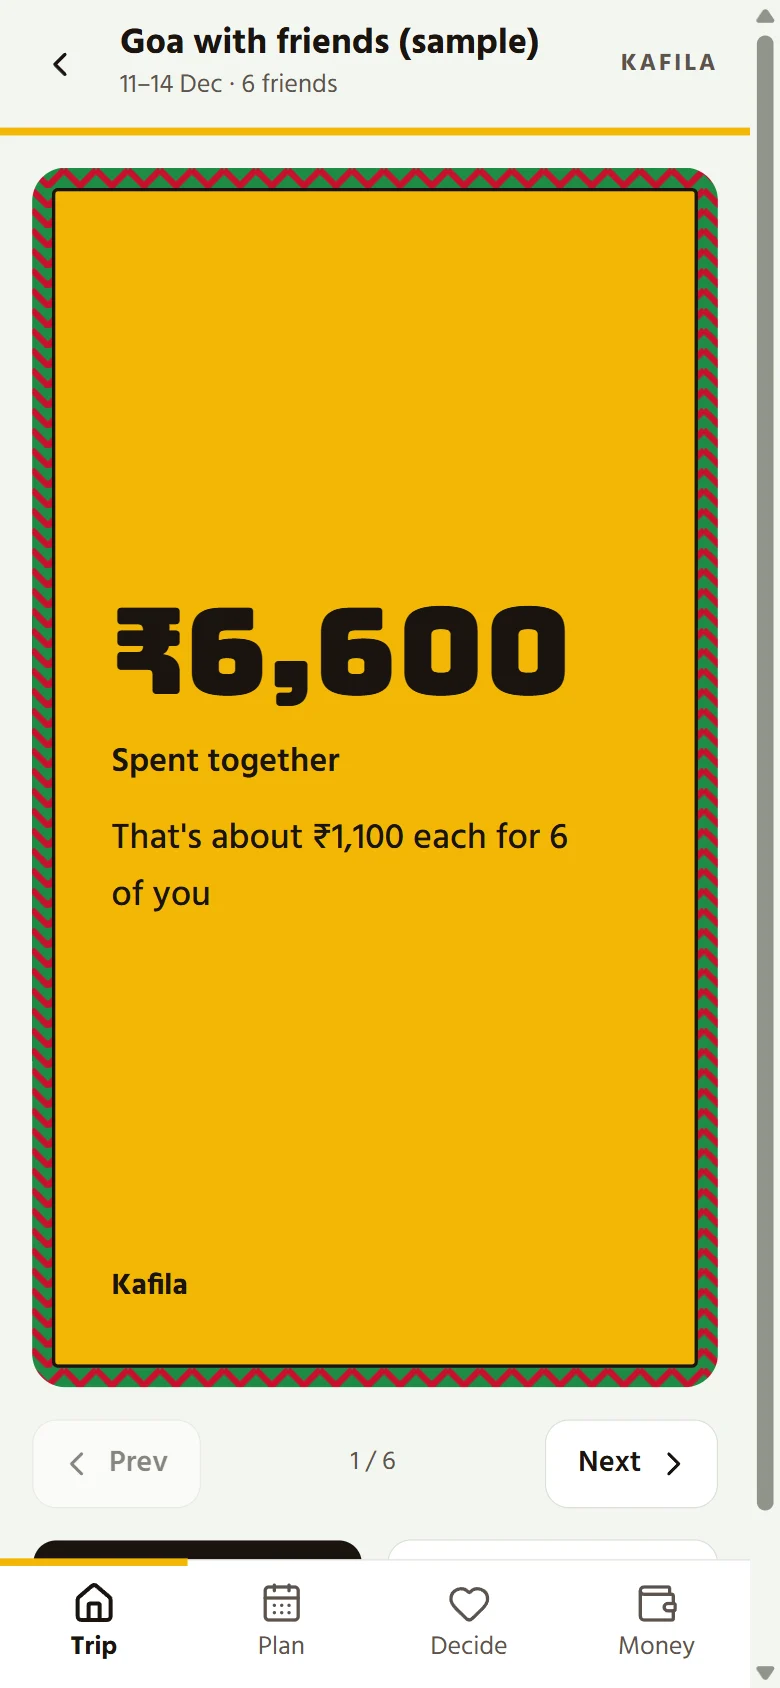 Goa with friends (sample)
11–14 Dec · 6 friends
KAFILA
₹6,600
Spent together
That's about ₹1,100 each for 6
of you
Kafila
Prev
1 / 6
Next
Trip
Plan
Decide
Money